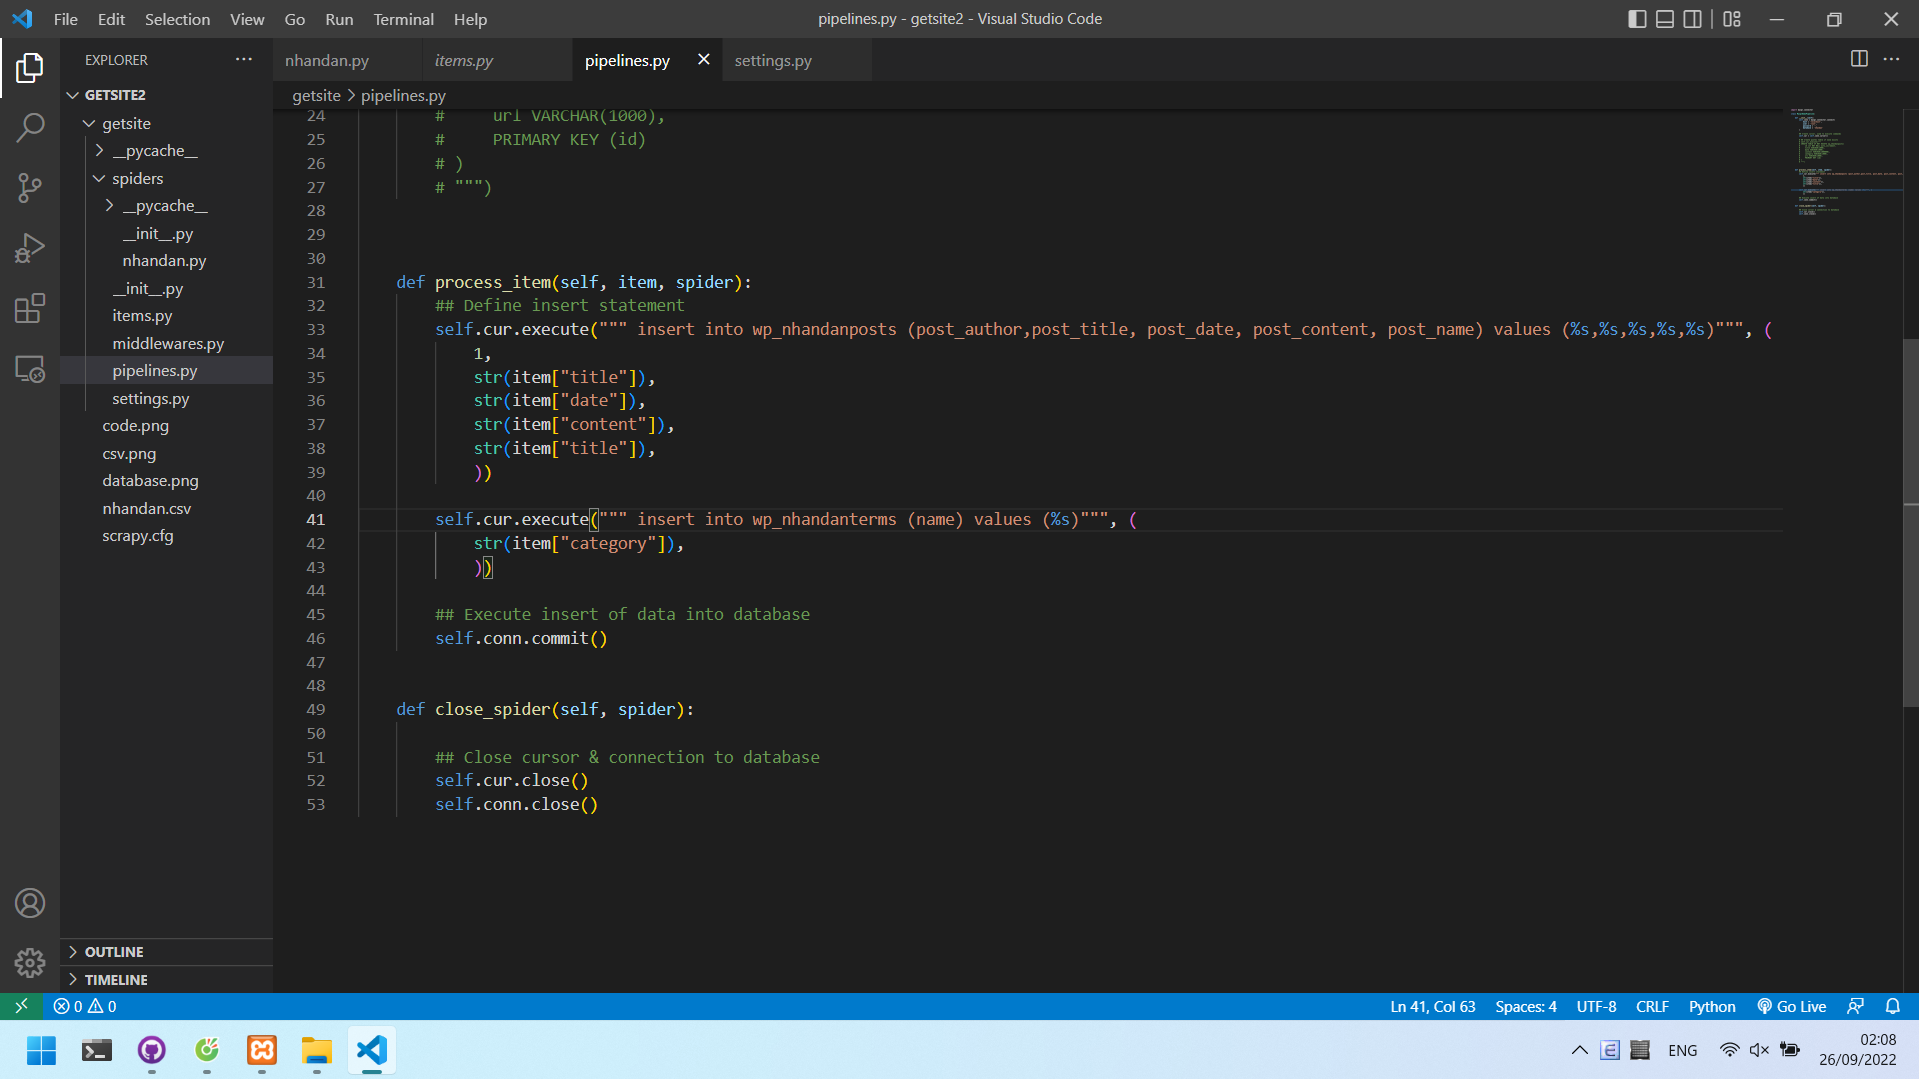 File Edit Selection View Go Run Terminal Help
pipelines.py - getsite2 - Visual Studio Code
EXPLORER
nhandan.py
items.py
pipelines.py
settings.py
getsite > pipelines.py
GETSITE2
getsite
__pycache__
spiders
__pycache__
__init__.py
nhandan.py
__init__.py
items.py
middlewares.py
pipelines.py
settings.py
code.png
csv.png
database.png
nhandan.csv
scrapy.cfg
OUTLINE
TIMELINE
24 # url VARCHAR(1000),
25 # PRIMARY KEY (id)
26 # )
27 # """)
28
29
30
31 def process_item(self, item, spider):
32 ## Define insert statement
33 self.cur.execute(""" insert into wp_nhandanposts (post_author,post_title, post_date, post_content, post_name) values (%s,%s,%s,%s,%s)""", (
34 1,
35 str(item["title"]),
36 str(item["date"]),
37 str(item["content"]),
38 str(item["title"]),
39 ))
40
41 self.cur.execute(""" insert into wp_nhandanterms (name) values (%s)""", (
42 str(item["category"]),
43 ))
44
45 ## Execute insert of data into database
46 self.conn.commit()
47
48
49 def close_spider(self, spider):
50
51 ## Close cursor & connection to database
52 self.cur.close()
53 self.conn.close()
0 0
Ln 41, Col 63 Spaces: 4 UTF-8 CRLF Python Go Live
ENG
02:08
26/09/2022